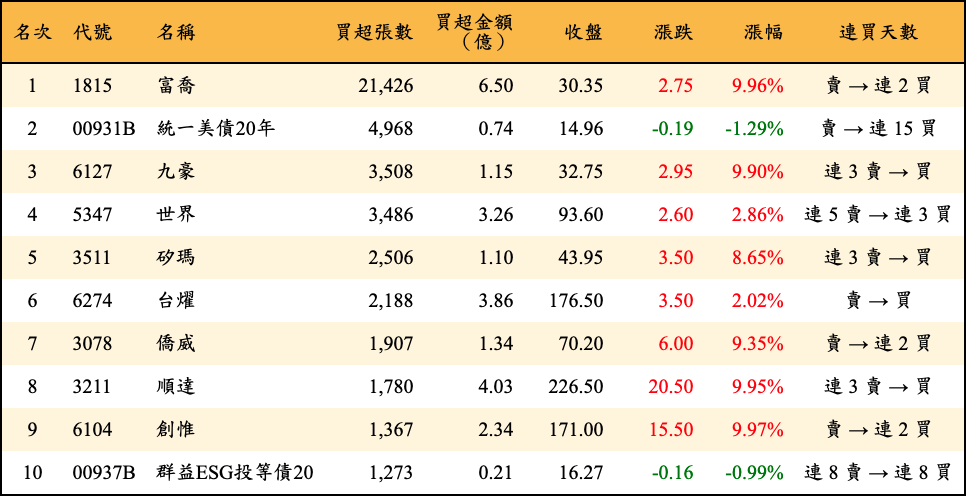 名次 代號 名稱 買超張數 買超金額（億） 收盤 漲跌 漲幅 連買天數
1 1815 富喬 21,426 6.50 30.35 2.75 9.96% 賣 → 連 2 買
2 00931B 統一美債20年 4,968 0.74 14.96 -0.19 -1.29% 賣 → 連 15 買
3 6127 九豪 3,508 1.15 32.75 2.95 9.90% 連 3 賣 → 買
4 5347 世界 3,486 3.26 93.60 2.60 2.86% 連 5 賣 → 連 3 買
5 3511 矽瑪 2,506 1.10 43.95 3.50 8.65% 連 3 賣 → 買
6 6274 台燿 2,188 3.86 176.50 3.50 2.02% 賣 → 買
7 3078 僑威 1,907 1.34 70.20 6.00 9.35% 賣 → 連 2 買
8 3211 順達 1,780 4.03 226.50 20.50 9.95% 連 3 賣 → 買
9 6104 創惟 1,367 2.34 171.00 15.50 9.97% 賣 → 連 2 買
10 00937B 群益ESG投等債20 1,273 0.21 16.27 -0.16 -0.99% 連 8 賣 → 連 8 買